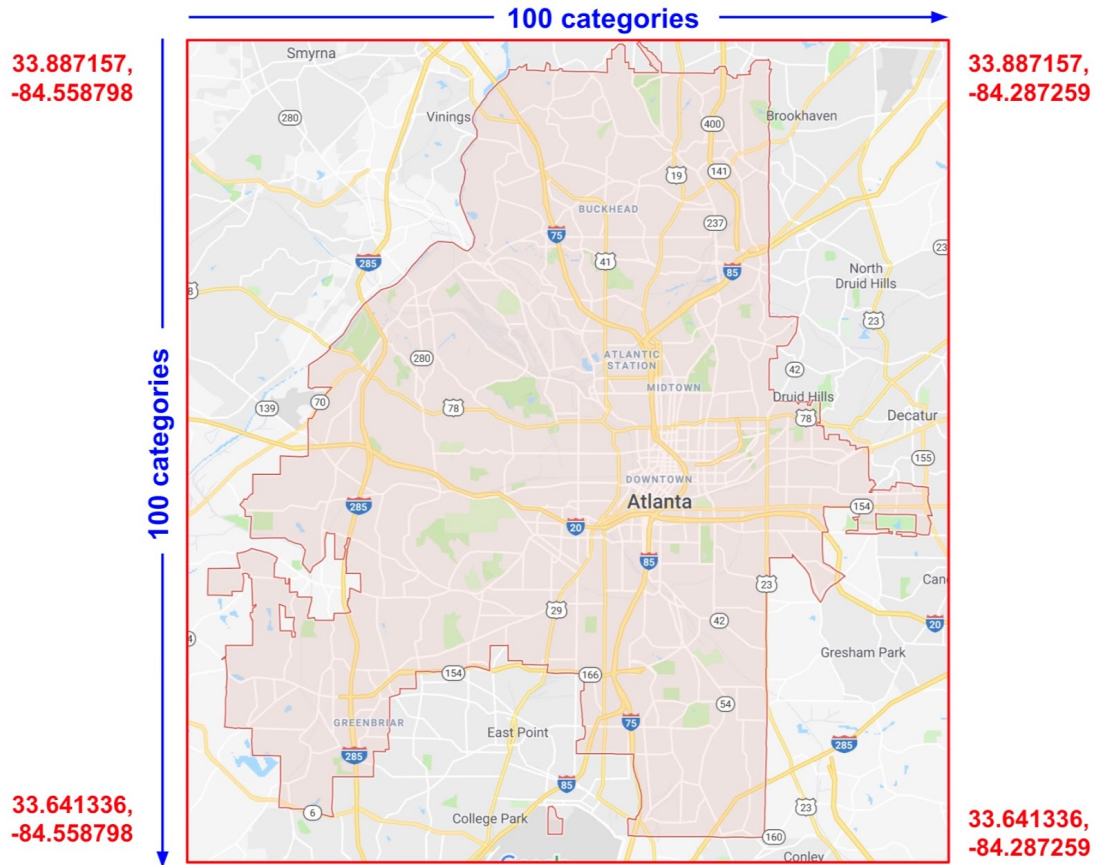 100 categories
33.887157,
-84.558798
33.887157,
-84.287259
100 categories
Smyrna
280
Vinings
400
Brookhaven
19
141
BUCKHEAD
237
75
41
285
85
23
North
Druid Hills
8
23
280
ATLANTIC
STATION
42
MIDTOWN
70
139
78
Druid Hills
78
Decatur
155
DOWNTOWN
Atlanta
285
154
20
85
23
Can
29
42
20
4
Gresham Park
154
166
54
GREENBRIAR
75
East Point
285
285
85
6
College Park
23
160
Conley
33.641336,
-84.558798
33.641336,
-84.287259